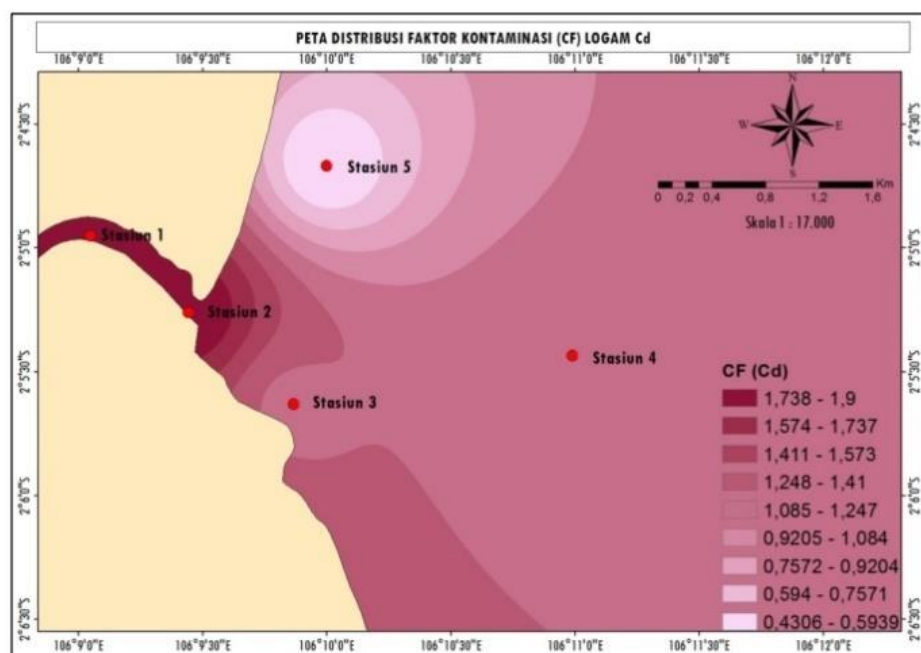 PETA DISTRIBUSI FAKTOR KONTAMINASI (CF) LOGAM Cd
106°9'0"E 106°9'30"E 106°10'0"E 106°10'30"E 106°11'0"E 106°11'30"E 106°12'0"E
2°4'30"S
2°4'30"S
N
W E
S
Km
0 0,2 0,4 0,8 1,2 1,6
Skala 1 : 17.000
Stasiun 5
Stasiun 1
2°5'0"S
2°5'0"S
Stasiun 2
Stasiun 4
2°5'30"S
2°5'30"S
Stasiun 3
CF (Cd)
1,738 - 1,9
1,574 - 1,737
1,411 - 1,573
1,248 - 1,41
1,085 - 1,247
0,9205 - 1,084
0,7572 - 0,9204
0,594 - 0,7571
0,4306 - 0,5939
2°6'0"S
2°6'0"S
2°6'30"S
2°6'30"S
106°9'0"E 106°9'30"E 106°10'0"E 106°10'30"E 106°11'0"E 106°11'30"E 106°12'0"E